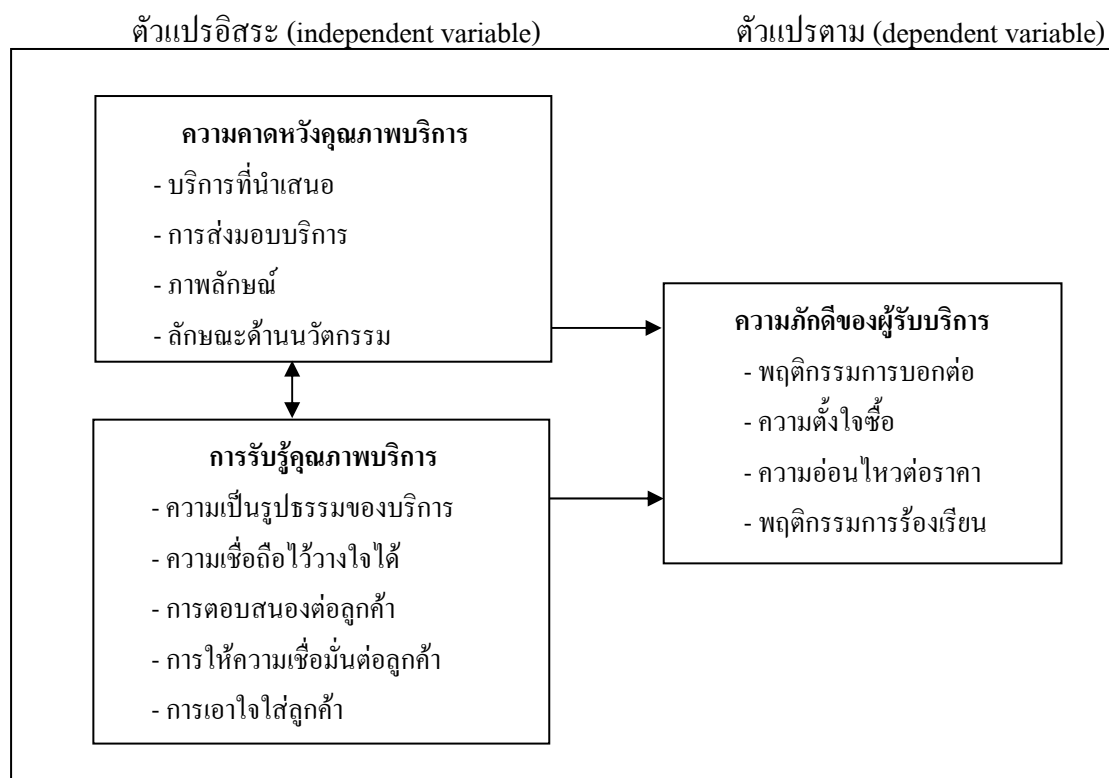 ตัวแปรอิสระ (independent variable)
ตัวแปรตาม (dependent variable)
ความคาดหวังคุณภาพบริการ
- บริการที่นำเสนอ
- การส่งมอบบริการ
- ภาพลักษณ์
- ลักษณะด้านนวัตกรรม
การรับรู้คุณภาพบริการ
- ความเป็นรูปธรรมของบริการ
- ความเชื่อถือไว้วางใจได้
- การตอบสนองต่อลูกค้า
- การให้ความเชื่อมั่นต่อลูกค้า
- การเอาใจใส่ลูกค้า
ความภักดีของผู้รับบริการ
- พฤติกรรมการบอกต่อ
- ความตั้งใจซื้อ
- ความอ่อนไหวต่อราคา
- พฤติกรรมการร้องเรียน